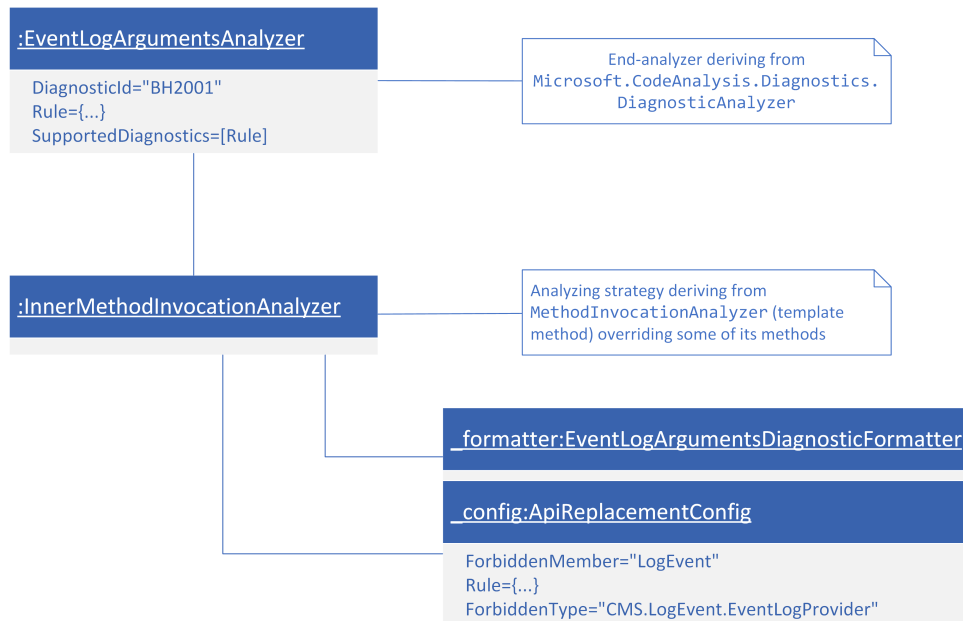 :EventLogArgumentsAnalyzer
DiagnosticId="BH2001"
Rule={...}
SupportedDiagnostics=[Rule]
End-analyzer deriving from
Microsoft.CodeAnalysis.Diagnostics.
DiagnosticAnalyzer
:InnerMethodInvocationAnalyzer
Analyzing strategy deriving from
MethodInvocationAnalyzer (template
method) overriding some of its methods
_formatter:EventLogArgumentsDiagnosticFormatter
_config:ApiReplacementConfig
ForbiddenMember="LogEvent"
Rule={...}
ForbiddenType="CMS.LogEvent.EventLogProvider"